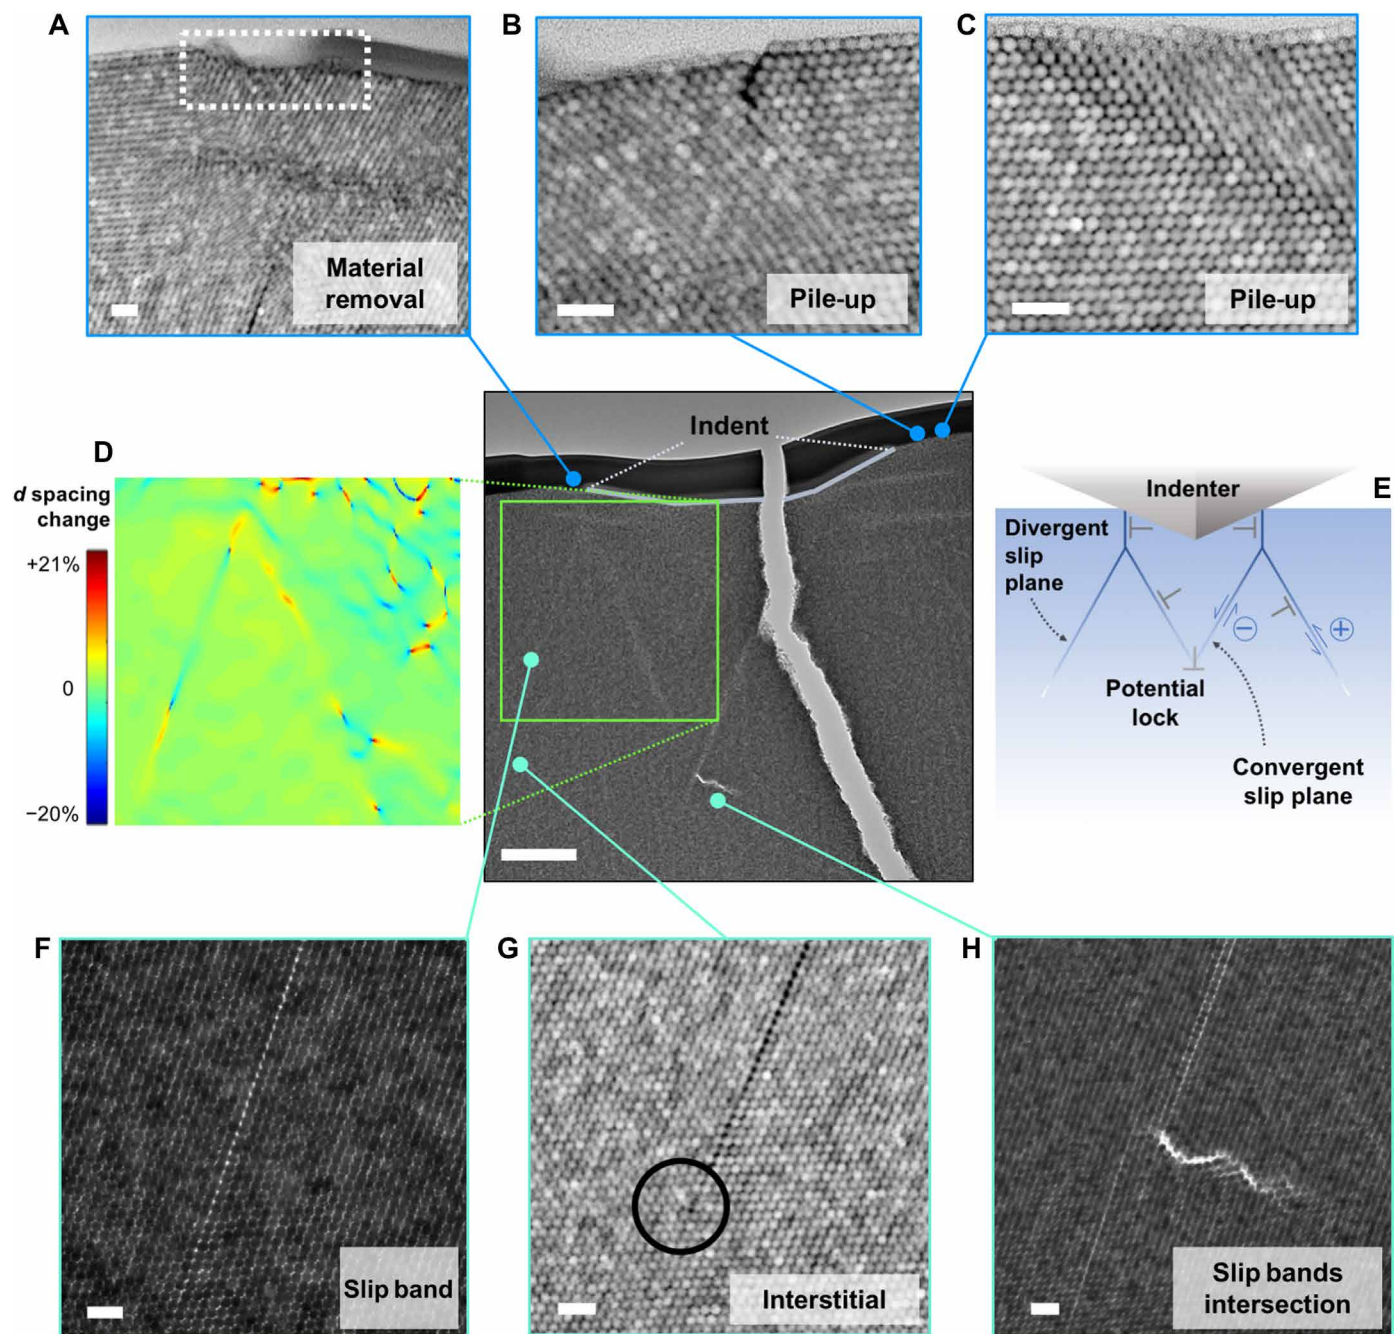 A
Material
removal
B
Pile-up
C
Pile-up
D
d spacing
change
+21%
0
−20%
Indent
E
Indenter
Divergent
slip
plane
Potential
lock
Convergent
slip plane
F
Slip band
G
Interstitial
H
Slip bands
intersection